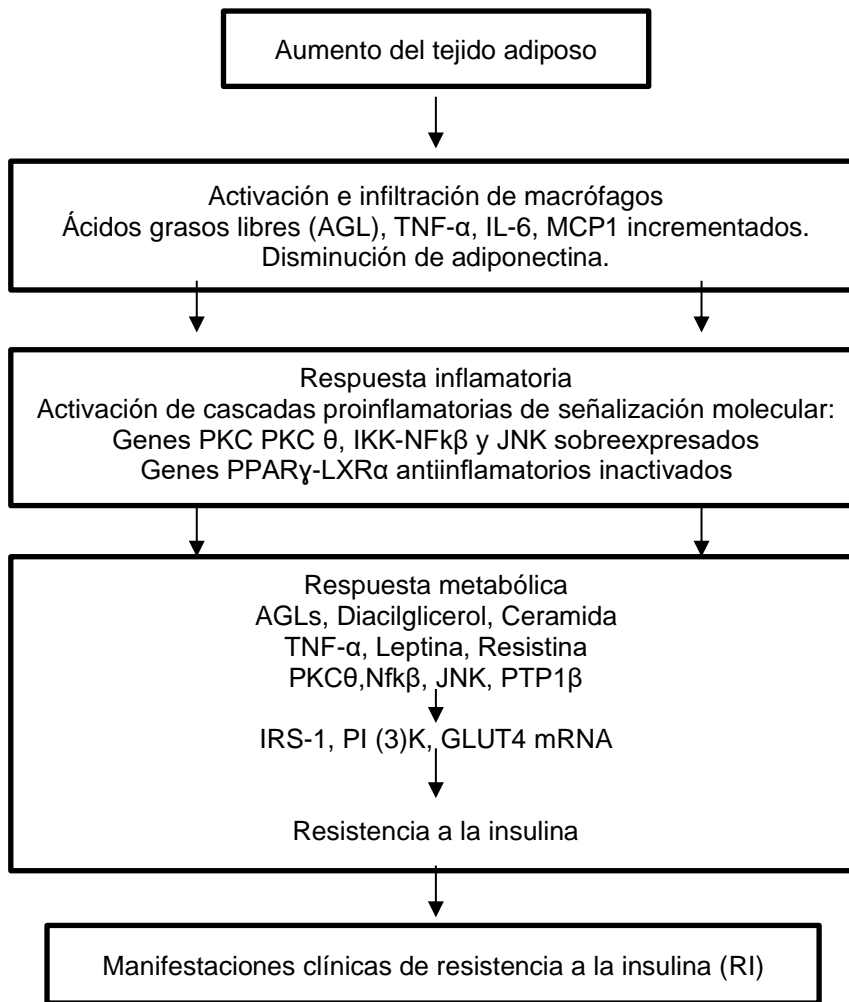 Aumento del tejido adiposo
Activación e infiltración de macrófagos
Ácidos grasos libres (AGL), TNF-α, IL-6, MCP1 incrementados.
Disminución de adiponectina.
Respuesta inflamatoria
Activación de cascadas proinflamatorias de señalización molecular:
Genes PKC PKC θ, IKK-NFkβ y JNK sobreexpresados
Genes PPARɣ-LXRα antiinflamatorios inactivados
Respuesta metabólica
AGLs, Diacilglicerol, Ceramida
TNF-α, Leptina, Resistina
PKCθ,Nfkβ, JNK, PTP1β
IRS-1, PI (3)K, GLUT4 mRNA
Resistencia a la insulina
Manifestaciones clínicas de resistencia a la insulina (RI)